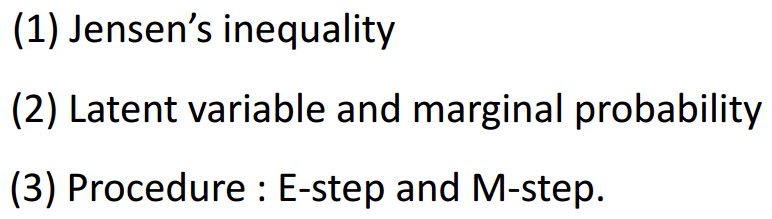 (1) Jensen’s inequality
(2) Latent variable and marginal probability
(3) Procedure : E-step and M-step.